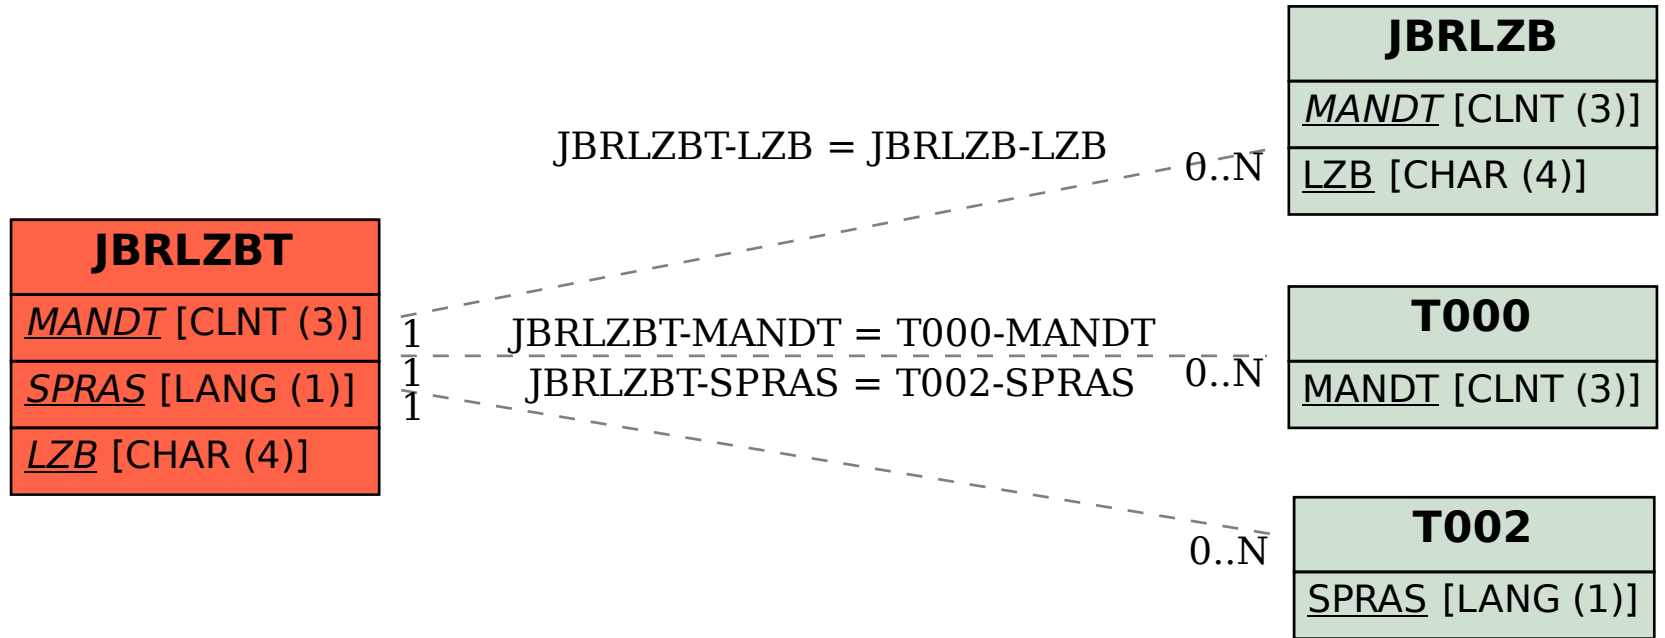 JBRLZB
MANDT [CLNT (3)]
LZB [CHAR (4)]
JBRLZBT-LZB = JBRLZB-LZB
0..N
JBRLZBT
MANDT [CLNT (3)]
SPRAS [LANG (1)]
LZB [CHAR (4)]
1
JBRLZBT-MANDT = T000-MANDT
1
JBRLZBT-SPRAS = T002-SPRAS
0..N
1
T000
MANDT [CLNT (3)]
0..N
T002
SPRAS [LANG (1)]